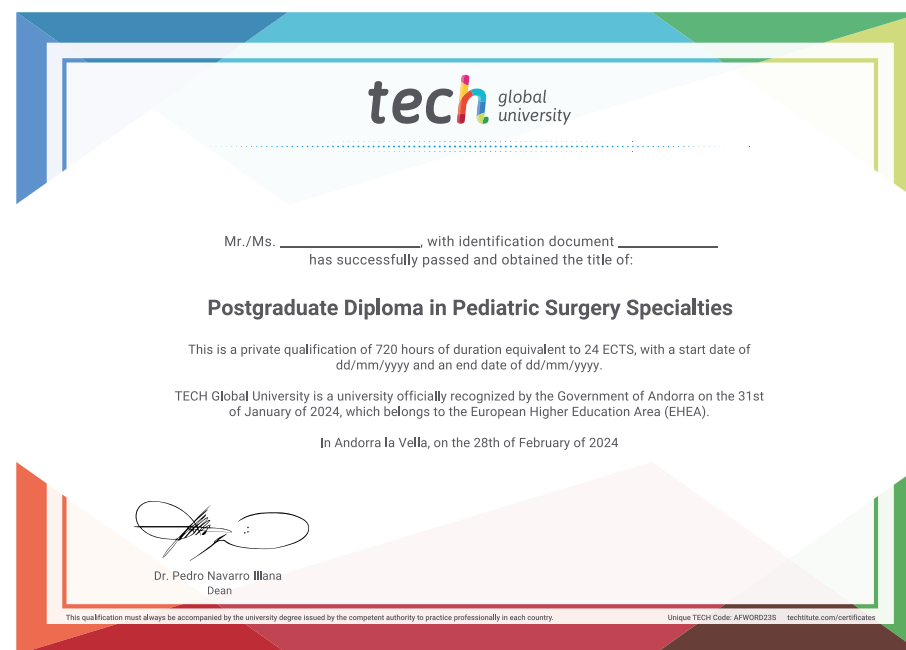 tech global university
Mr./Ms. ____________________, with identification document ______________
has successfully passed and obtained the title of:
Postgraduate Diploma in Pediatric Surgery Specialties
This is a private qualification of 720 hours of duration equivalent to 24 ECTS, with a start date of
dd/mm/yyyy and an end date of dd/mm/yyyy.
TECH Global University is a university officially recognized by the Government of Andorra on the 31st
of January of 2024, which belongs to the European Higher Education Area (EHEA).
In Andorra la Vella, on the 28th of February of 2024
Dr. Pedro Navarro Illana
Dean
This qualification must always be accompanied by the university degree issued by the competent authority to practice professionally in each country.
Unique TECH Code: AFWORD23S techtitute.com/certificates